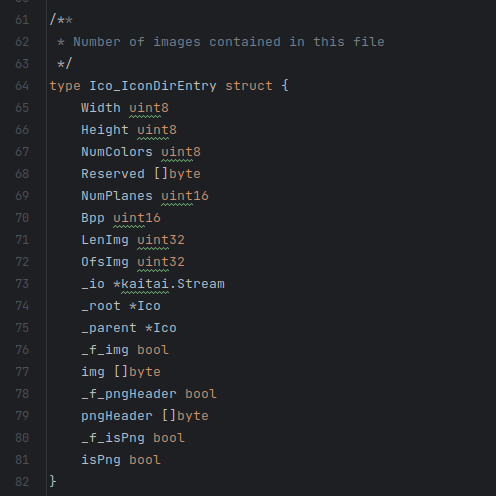 61 /**
62  * Number of images contained in this file
63  */
64 type Ico_IconDirEntry struct {
65     Width uint8
66     Height uint8
67     NumColors uint8
68     Reserved []byte
69     NumPlanes uint16
70     Bpp uint16
71     LenImg uint32
72     OfsImg uint32
73     _io *kaitai.Stream
74     _root *Ico
75     _parent *Ico
76     _f_img bool
77     img []byte
78     _f_pngHeader bool
79     pngHeader []byte
80     _f_isPng bool
81     isPng bool
82 }